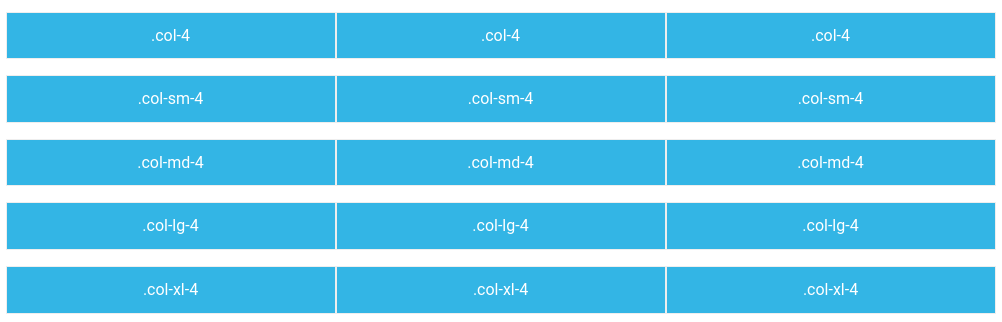 .col-4 .col-4 .col-4
.col-sm-4 .col-sm-4 .col-sm-4
.col-md-4 .col-md-4 .col-md-4
.col-lg-4 .col-lg-4 .col-lg-4
.col-xl-4 .col-xl-4 .col-xl-4